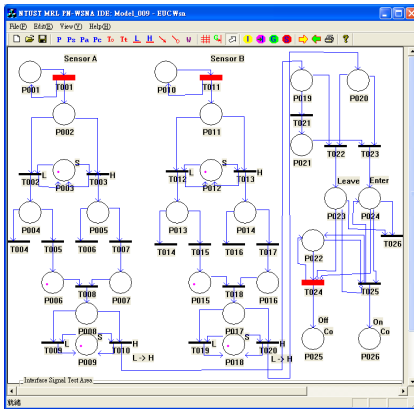 NTUST MRL PN-WSNA IDE: Model_009 - EUCWsn
File(F) Edit(E) View(V) Help(H)
P Ps Pa Pc To Tt L H I H G S ?
Sensor A Sensor B
P001 T001 P010 T011 P019 P020
P002 P011 T021
P021 T022 T023
S S
T002 L P003 T003 H T012 L P012 T013 H
Leave Enter
P004 P005 P013 P014 P023 P024
T004 T005 T006 T007 T014 T015 T016 T017 P022 T026
P006 T008 P007 P015 T018 P016 T024 T025
P008 P017
Off On
T009 L P009 S T010 H T019 L P018 S T020 H Co Co
L -> H L -> H P025 P026
Interface Signal Test Area
就緒